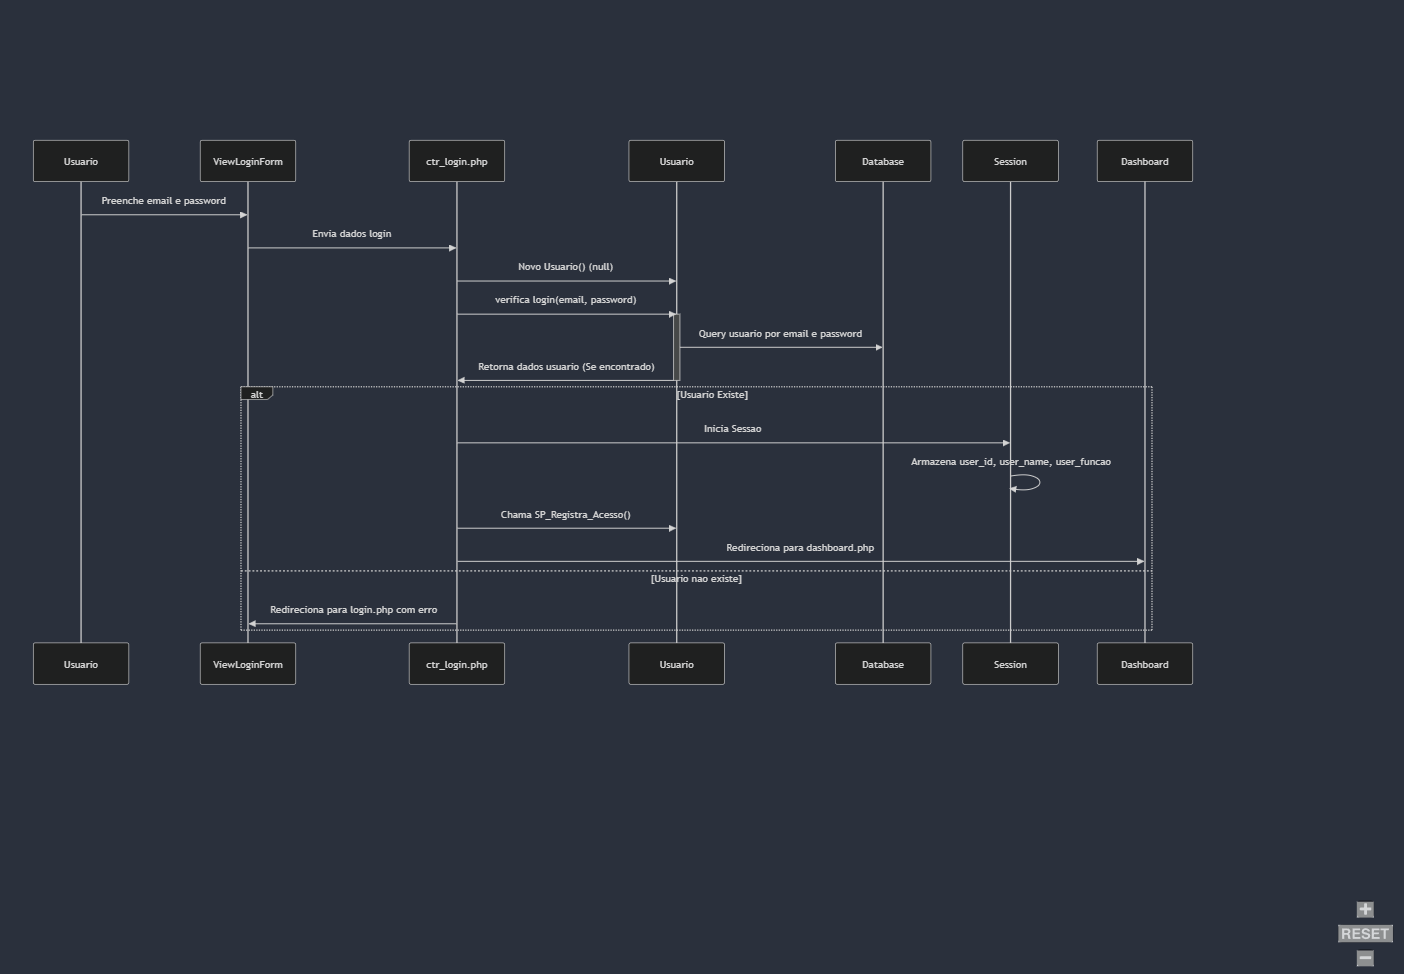 Usuario
ViewLoginForm
ctr_login.php
Usuario
Database
Session
Dashboard
Preenche email e password
Envia dados login
Novo Usuario() (null)
verifica login(email, password)
Query usuario por email e password
Retorna dados usuario (Se encontrado)
alt
[Usuario Existe]
Inicia Sessao
Armazena user_id, user_name, user_funcao
Chama SP_Registra_Acesso()
Redireciona para dashboard.php
[Usuario nao existe]
Redireciona para login.php com erro
Usuario
ViewLoginForm
ctr_login.php
Usuario
Database
Session
Dashboard
+
RESET
−